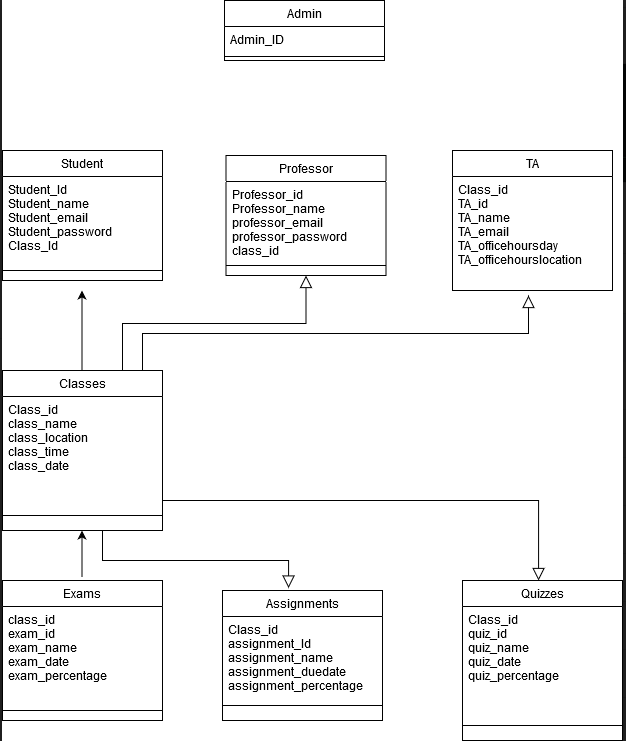 Admin
Admin_ID
Student
Student_Id
Student_name
Student_email
Student_password
Class_Id
Professor
Professor_id
Professor_name
professor_email
professor_password
class_id
TA
Class_id
TA_id
TA_name
TA_email
TA_officehoursday
TA_officehourslocation
Classes
Class_id
class_name
class_location
class_time
class_date
Exams
class_id
exam_id
exam_name
exam_date
exam_percentage
Assignments
Class_id
assignment_Id
assignment_name
assignment_duedate
assignment_percentage
Quizzes
Class_id
quiz_id
quiz_name
quiz_date
quiz_percentage